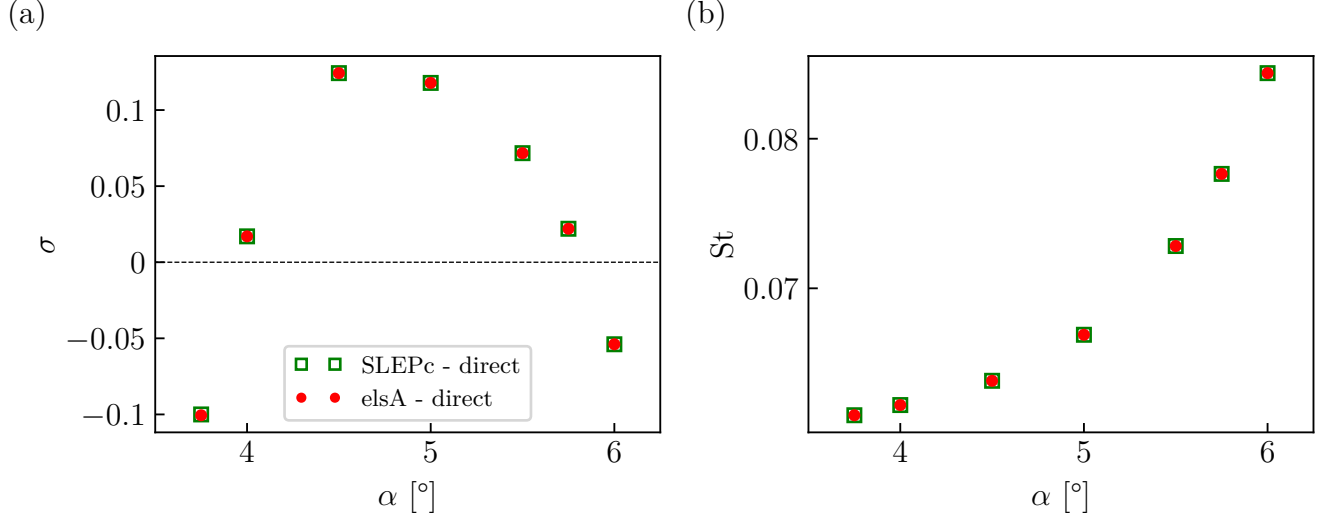 (a)
(b)
0.1
0.05
0
−0.05
−0.1
σ
4
5
6
α [°]
SLEPc - direct
elsA - direct
0.08
0.07
St
4
5
6
α [°]